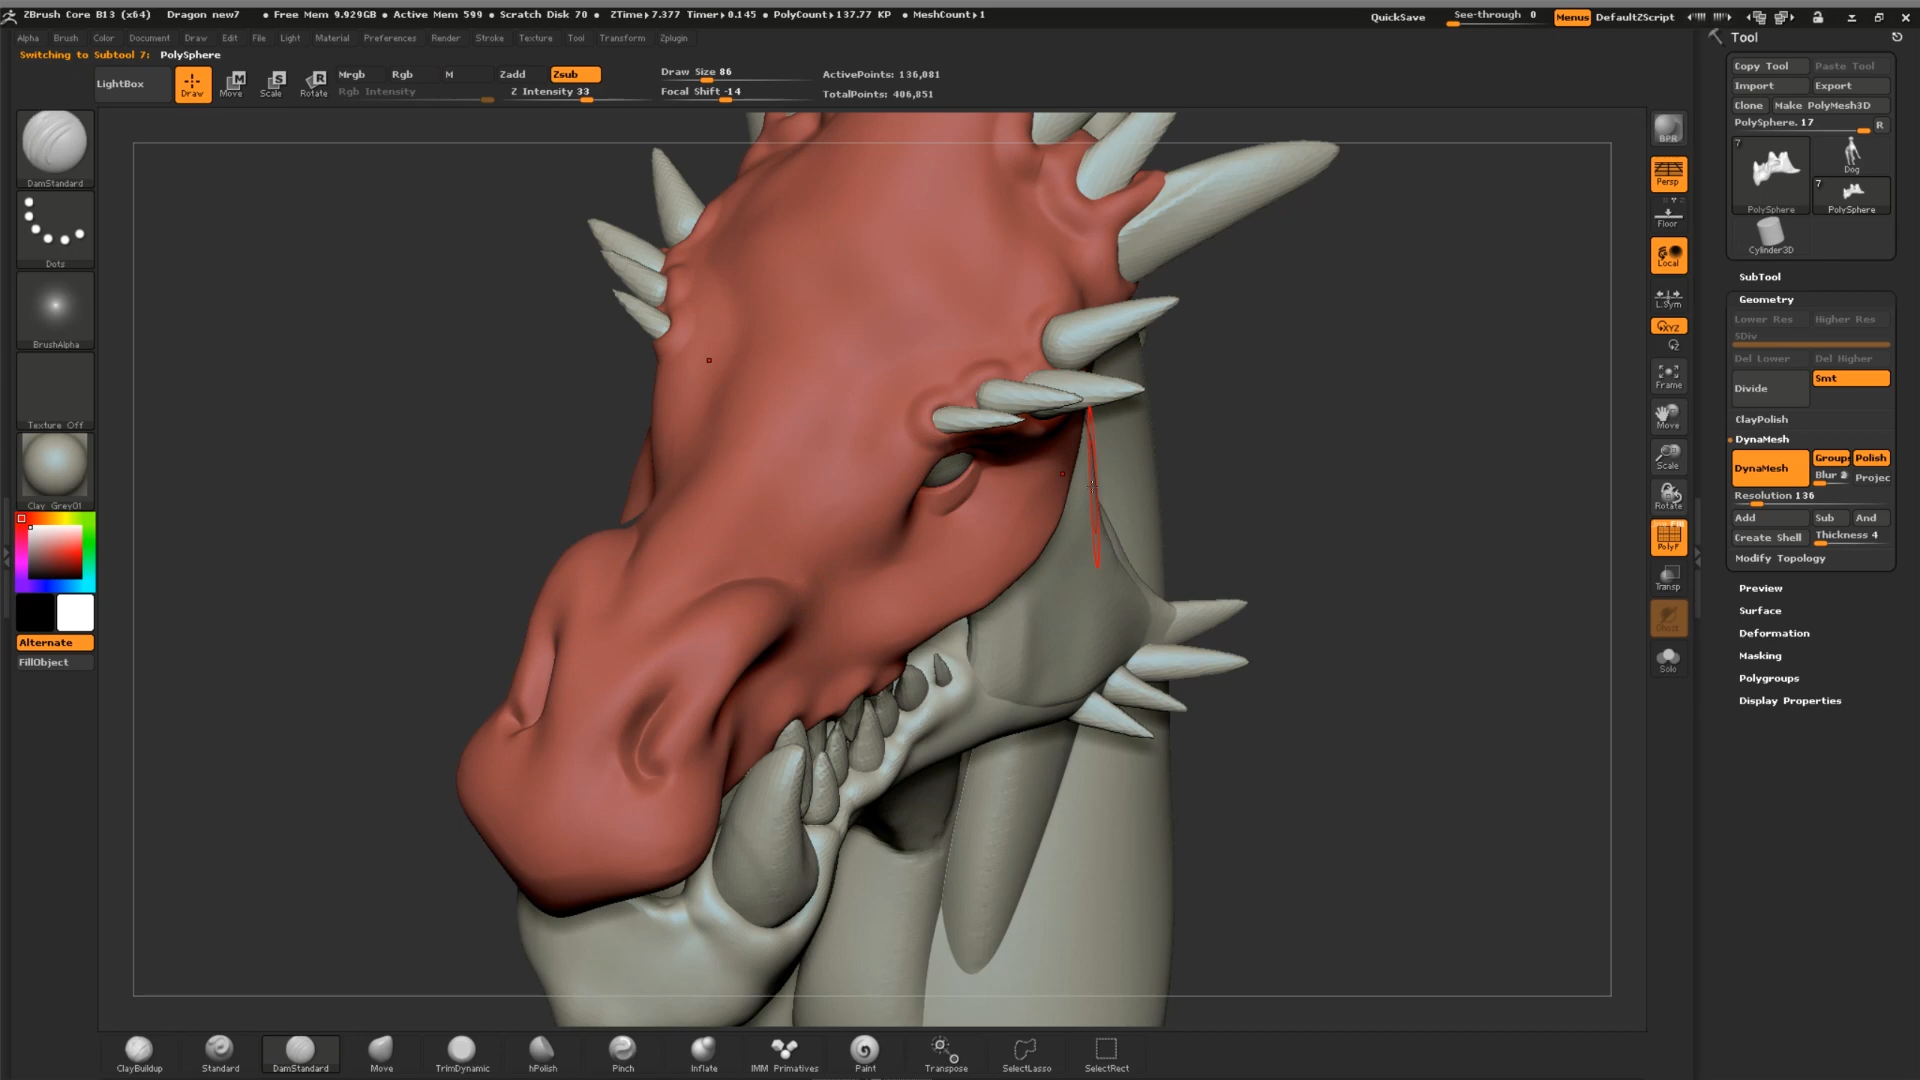 ZBrush Core B13 (x64) Dragon new7 • Free Mem 9.929GB • Active Mem 599 • Scratch Disk 70 • ZTime▸7.377 Timer▸0.145 • PolyCount▸137.77 KP • MeshCount▸1 QuickSave See-through 0 Menus DefaultZScript
Alpha Brush Color Document Draw Edit File Light Material Preferences Render Stroke Texture Tool Transform Zplugin
Switching to Subtool 7: PolySphere
LightBox
Draw
Move
Scale
Rotate
Mrgb Rgb M
Rgb Intensity
Zadd Zsub
Z Intensity 33
Draw Size 86
Focal Shift -14
ActivePoints: 136,081
TotalPoints: 406,851
DamStandard
Dots
BrushAlpha
Texture Off
Clay_Grey01
Alternate
FillObject
BPR
Persp
Floor
Local
L.Sym
XYZ
Frame
Move
Scale
Rotate
PolyF
Transp
Ghost
Solo
Tool
Copy Tool Paste Tool
Import Export
Clone Make PolyMesh3D
PolySphere. 17 R
7
PolySphere
Dog
7
PolySphere
Cylinder3D
SubTool
Geometry
Lower Res Higher Res
SDiv
Del Lower Del Higher
Divide Smt
ClayPolish
DynaMesh
DynaMesh Group Polish
Blur 2 Projec
Resolution 136
Add Sub And
Create Shell Thickness 4
Modify Topology
Preview
Surface
Deformation
Masking
Polygroups
Display Properties
ClayBuildup Standard DamStandard Move TrimDynamic hPolish Pinch Inflate IMM Primitives Paint Transpose SelectLasso SelectRect